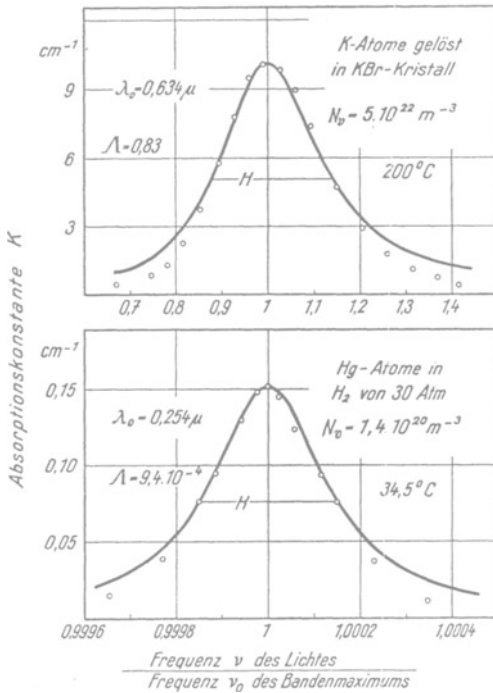 cm⁻¹
K-Atome gelöst
in KBr-Kristall
λ₀=0,634μ
9
Nᵥ = 5.10²² m⁻³
Λ=0,83
6
H
200°C
3
0,7 0,8 0,9 1 1,1 1,2 1,3 1,4
Absorptionskonstante K
cm⁻¹
Hg-Atome in
H₂ von 30 Atm
0,15
λ₀=0,254μ
Nᵥ = 1,4.10²⁰m⁻³
0,10
Λ=9,4.10⁻⁴
H
34,5°C
0,05
0,9996 0,9998 1 1,0002 1,0004
Frequenz ν des Lichtes
Frequenz ν₀ des Bandenmaximums